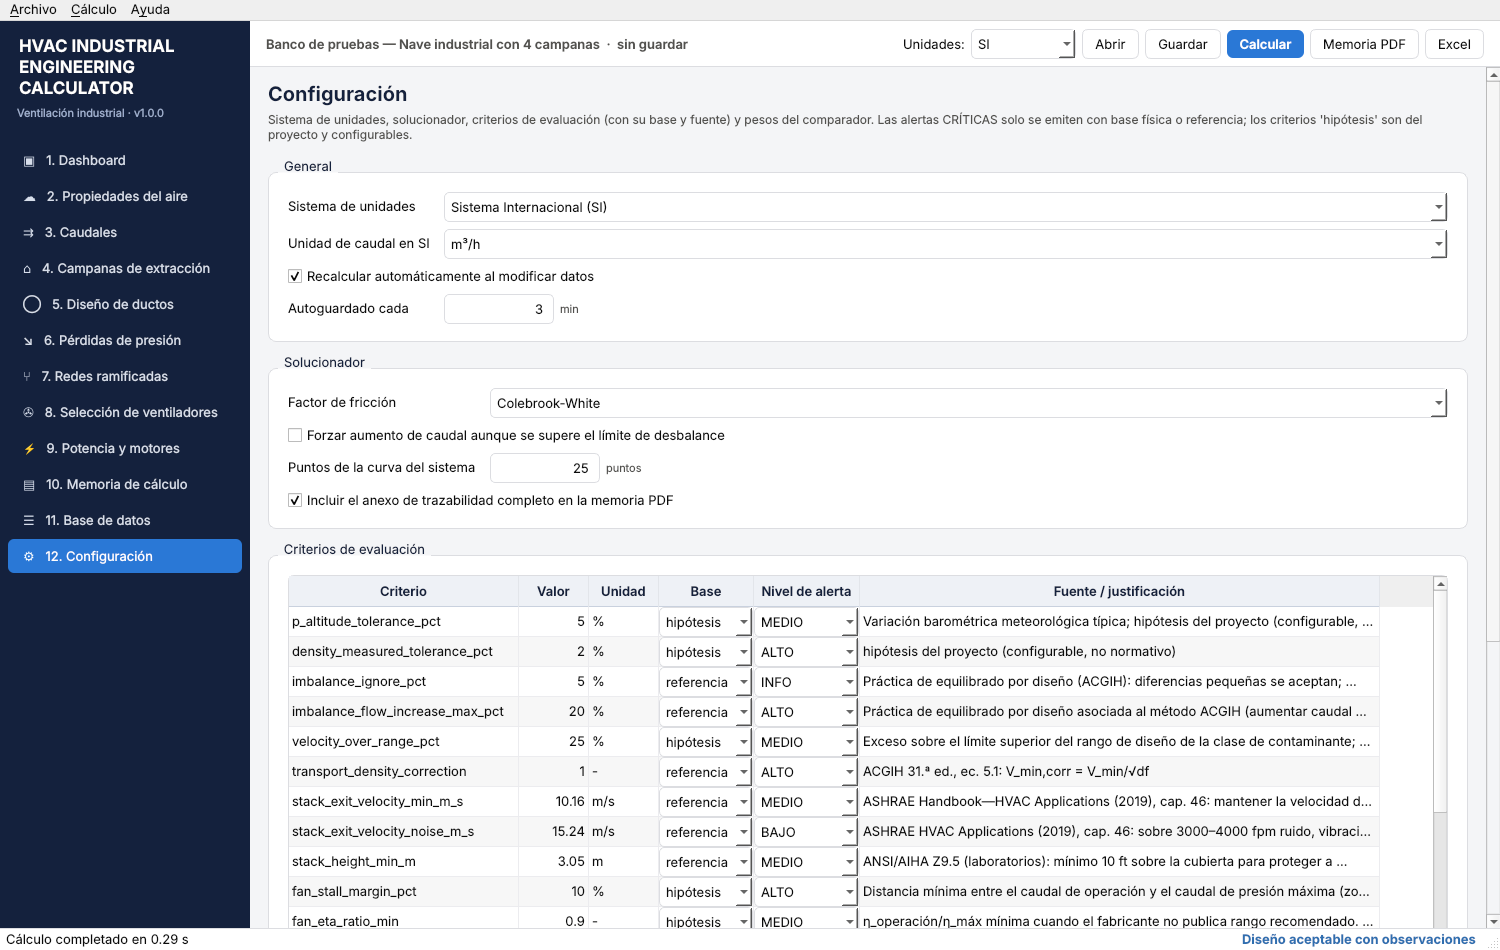 Archivo Cálculo Ayuda
HVAC INDUSTRIAL
ENGINEERING
CALCULATOR
Ventilación industrial · v1.0.0
1. Dashboard
2. Propiedades del aire
3. Caudales
4. Campanas de extracción
5. Diseño de ductos
6. Pérdidas de presión
7. Redes ramificadas
8. Selección de ventiladores
9. Potencia y motores
10. Memoria de cálculo
11. Base de datos
12. Configuración
Banco de pruebas — Nave industrial con 4 campanas · sin guardar
Unidades: SI Abrir Guardar Calcular Memoria PDF Excel
Configuración
Sistema de unidades, solucionador, criterios de evaluación (con su base y fuente) y pesos del comparador. Las alertas CRÍTICAS solo se emiten con base física o referencia; los criterios 'hipótesis' son del
proyecto y configurables.
General
Sistema de unidades Sistema Internacional (SI)
Unidad de caudal en SI m³/h
Recalcular automáticamente al modificar datos
Autoguardado cada 3 min
Solucionador
Factor de fricción Colebrook-White
Forzar aumento de caudal aunque se supere el límite de desbalance
Puntos de la curva del sistema 25 puntos
Incluir el anexo de trazabilidad completo en la memoria PDF
Criterios de evaluación
Criterio Valor Unidad Base Nivel de alerta Fuente / justificación
p_altitude_tolerance_pct 5 % hipótesis MEDIO Variación barométrica meteorológica típica; hipótesis del proyecto (configurable, ...
density_measured_tolerance_pct 2 % hipótesis ALTO hipótesis del proyecto (configurable, no normativo)
imbalance_ignore_pct 5 % referencia INFO Práctica de equilibrado por diseño (ACGIH): diferencias pequeñas se aceptan; ...
imbalance_flow_increase_max_pct 20 % referencia ALTO Práctica de equilibrado por diseño asociada al método ACGIH (aumentar caudal ...
velocity_over_range_pct 25 % hipótesis MEDIO Exceso sobre el límite superior del rango de diseño de la clase de contaminante; ...
transport_density_correction 1 - referencia ALTO ACGIH 31.ª ed., ec. 5.1: V_min,corr = V_min/√df
stack_exit_velocity_min_m_s 10.16 m/s referencia MEDIO ASHRAE Handbook—HVAC Applications (2019), cap. 46: mantener la velocidad d...
stack_exit_velocity_noise_m_s 15.24 m/s referencia BAJO ASHRAE HVAC Applications (2019), cap. 46: sobre 3000–4000 fpm ruido, vibraci...
stack_height_min_m 3.05 m referencia MEDIO ANSI/AIHA Z9.5 (laboratorios): mínimo 10 ft sobre la cubierta para proteger a ...
fan_stall_margin_pct 10 % hipótesis ALTO Distancia mínima entre el caudal de operación y el caudal de presión máxima (zo...
fan_eta_ratio_min 0.9 - hipótesis MEDIO η_operación/η_máx mínima cuando el fabricante no publica rango recomendado. ...
Cálculo completado en 0.29 s
Diseño aceptable con observaciones